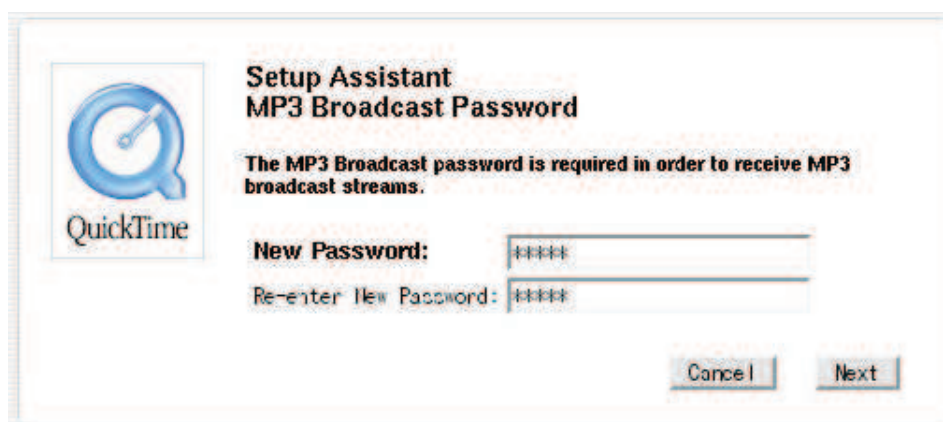 Setup Assistant
MP3 Broadcast Password
The MP3 Broadcast password is required in order to receive MP3
broadcast streams.
QuickTime
New Password: *****
Re-enter New Password: *****
Cancel Next